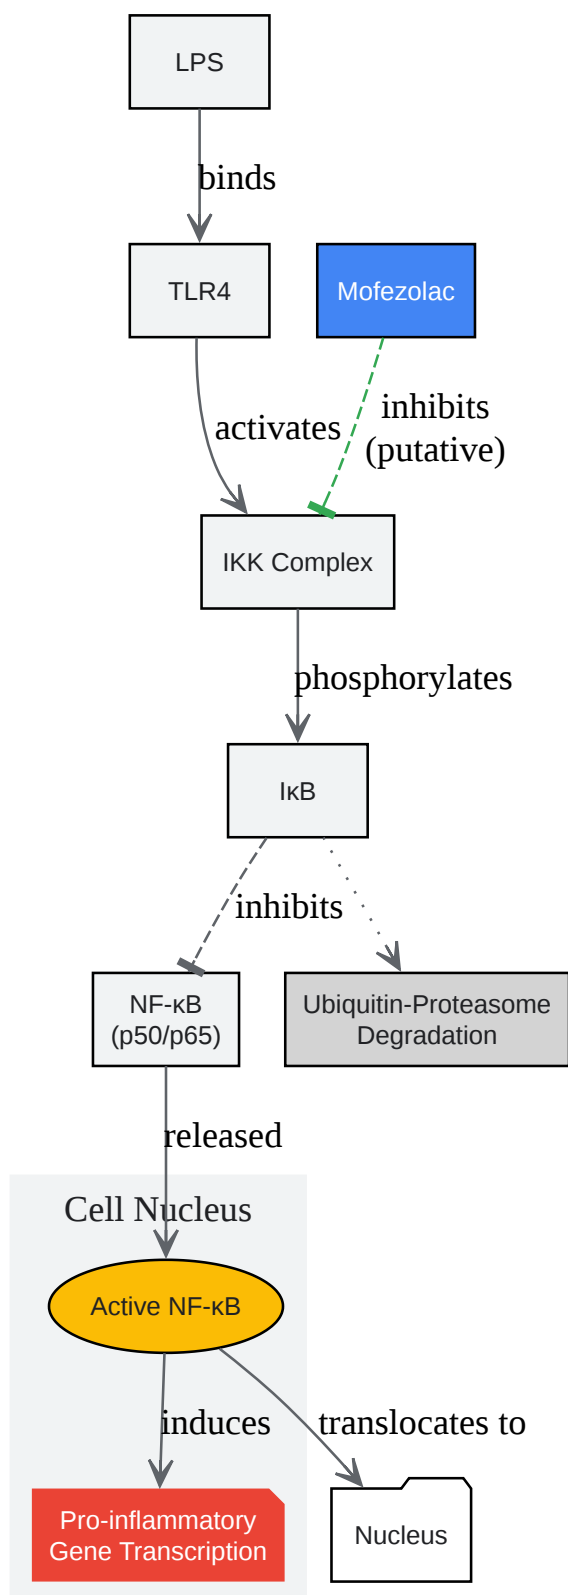 LPS
binds
TLR4
Mofezolac
activates
inhibits
(putative)
IKK Complex
phosphorylates
IκB
inhibits
NF-κB
(p50/p65)
Ubiquitin-Proteasome
Degradation
released
Cell Nucleus
Active NF-κB
induces
translocates to
Pro-inflammatory
Gene Transcription
Nucleus